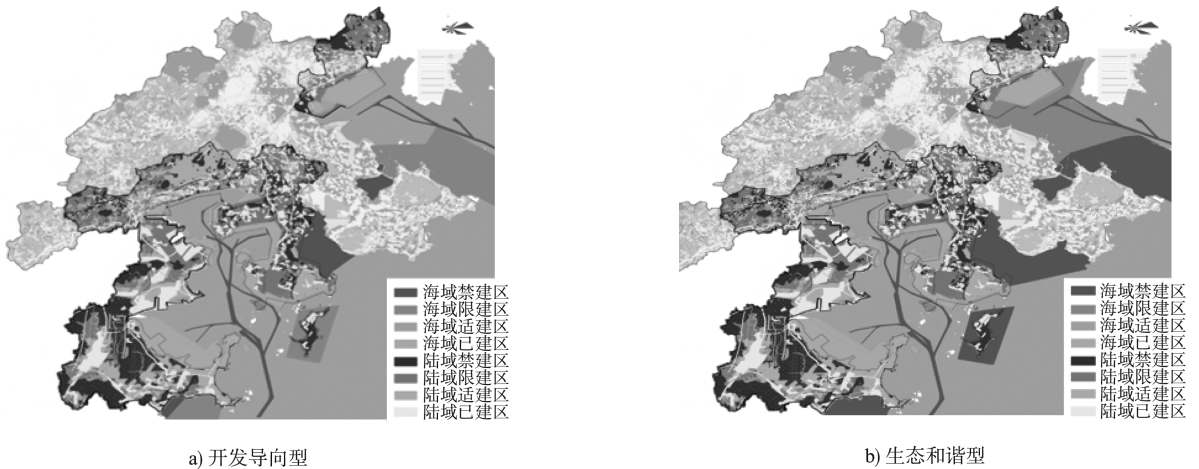 海域禁建区
海域限建区
海域适建区
海域已建区
陆域禁建区
陆域限建区
陆域适建区
陆域已建区
a) 开发导向型
海域禁建区
海域限建区
海域适建区
海域已建区
陆域禁建区
陆域限建区
陆域适建区
陆域已建区
b) 生态和谐型